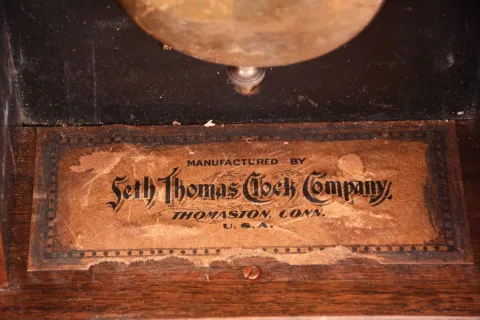 MANUFACTURED BY
Seth Thomas Clock Company,
THOMASTON, CONN.
U.S.A.